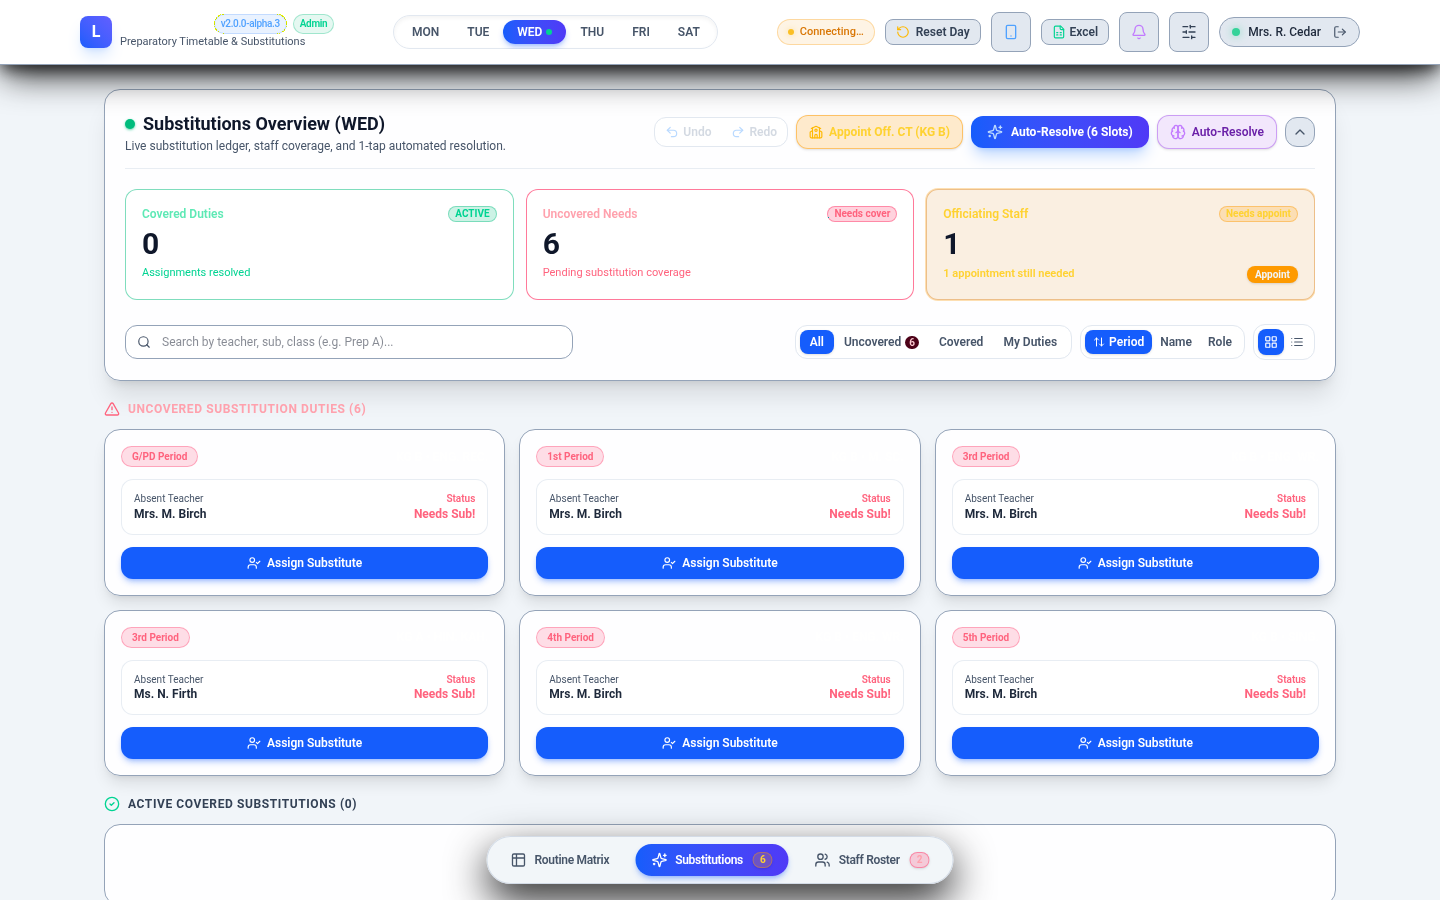 L
v2.0.0-alpha.3
Admin
Preparatory Timetable & Substitutions
MON
TUE
WED
THU
FRI
SAT
Connecting...
Reset Day
Excel
Mrs. R. Cedar
Substitutions Overview (WED)
Live substitution ledger, staff coverage, and 1-tap automated resolution.
Undo
Redo
Appoint Off. CT (KG B)
Auto-Resolve (6 Slots)
Auto-Resolve
Covered Duties
ACTIVE
0
Assignments resolved
Uncovered Needs
Needs cover
6
Pending substitution coverage
Officiating Staff
Needs appoint
1
1 appointment still needed
Appoint
Search by teacher, sub, class (e.g. Prep A)...
All
Uncovered 6
Covered
My Duties
Period
Name
Role
UNCOVERED SUBSTITUTION DUTIES (6)
G/PD Period
Absent Teacher
Status
Mrs. M. Birch
Needs Sub!
Assign Substitute
1st Period
Absent Teacher
Status
Mrs. M. Birch
Needs Sub!
Assign Substitute
3rd Period
Absent Teacher
Status
Mrs. M. Birch
Needs Sub!
Assign Substitute
3rd Period
Absent Teacher
Status
Ms. N. Firth
Needs Sub!
Assign Substitute
4th Period
Absent Teacher
Status
Mrs. M. Birch
Needs Sub!
Assign Substitute
5th Period
Absent Teacher
Status
Mrs. M. Birch
Needs Sub!
Assign Substitute
ACTIVE COVERED SUBSTITUTIONS (0)
Routine Matrix
Substitutions 6
Staff Roster 2